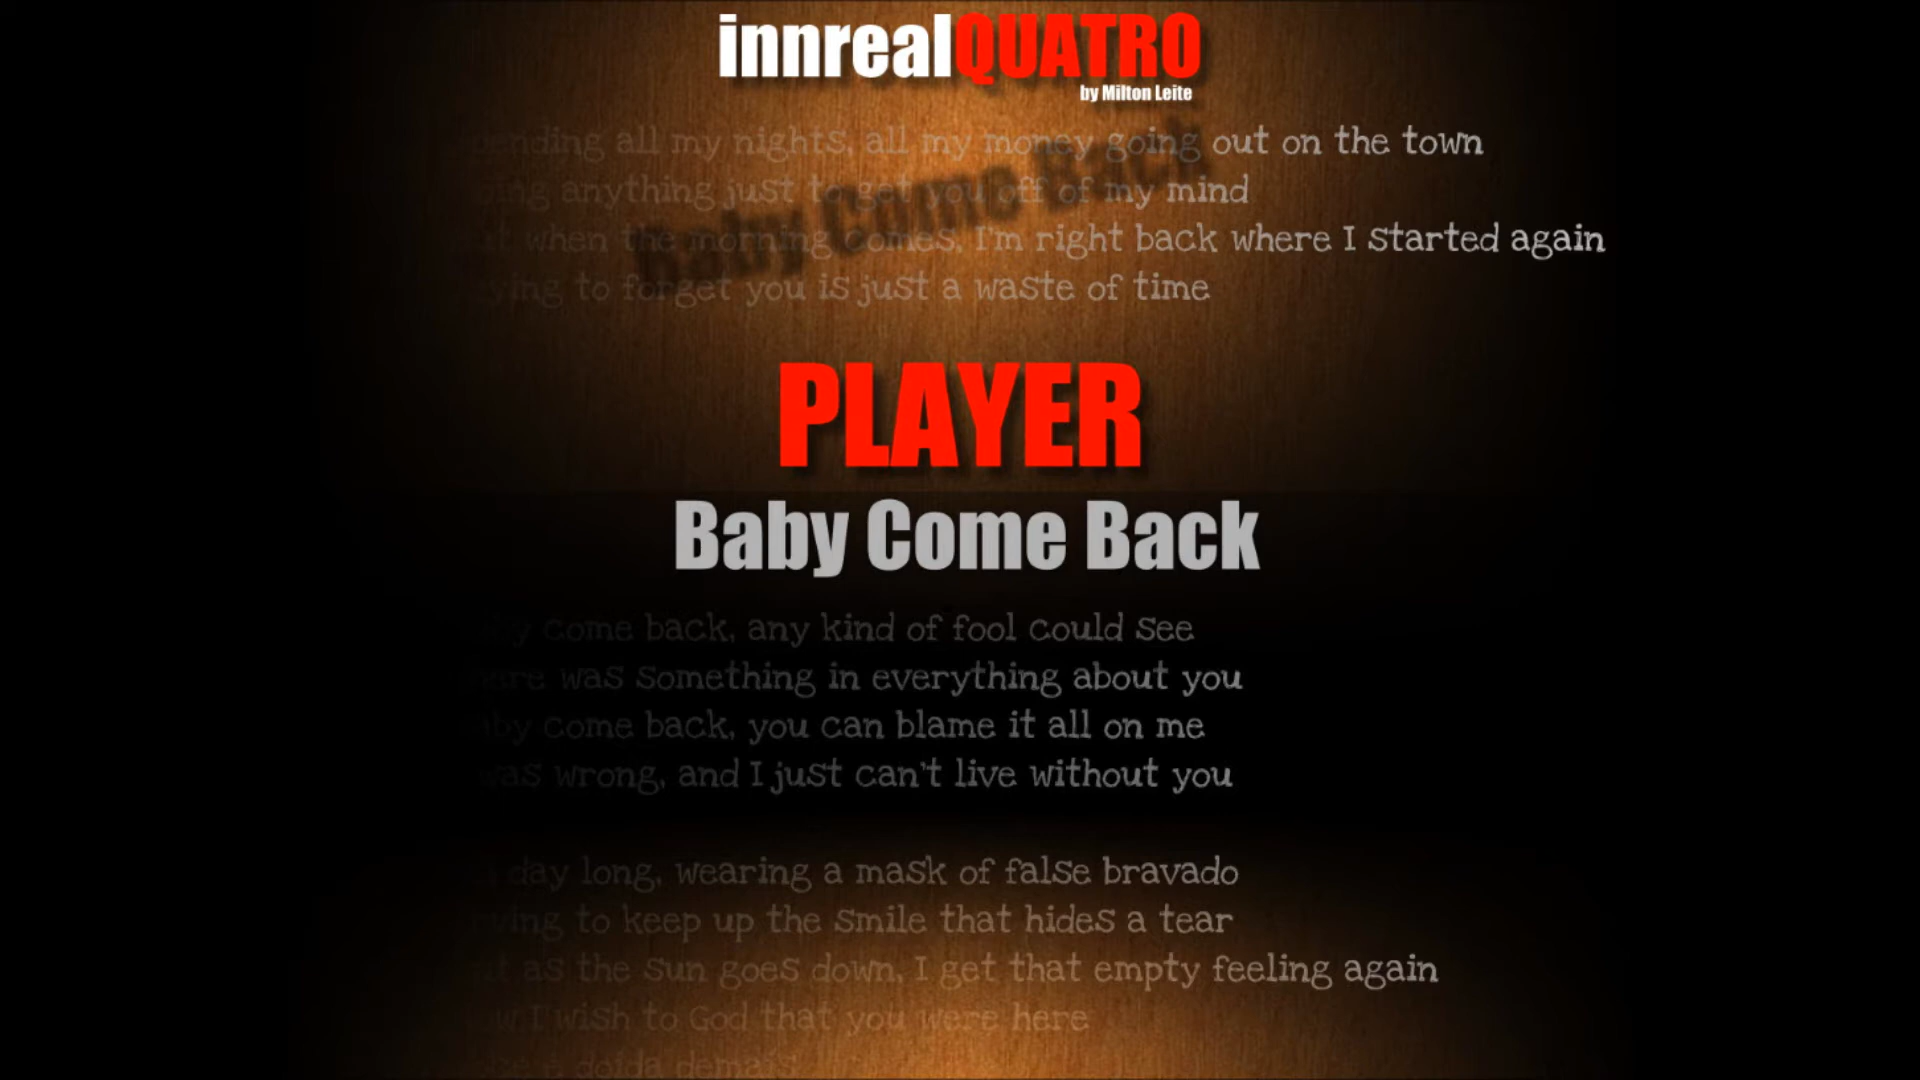 innrealQUATRO
by Milton Leite
all my nights, all my money going out on the town
anything just to get you off of my mind
when the morning comes, I'm right back where I started again
to forget you is just a waste of time
Baby Come Back
PLAYER
Baby Come Back
come back, any kind of fool could see
was something in everything about you
come back, you can blame it all on me
was wrong, and I just can't live without you
day long, wearing a mask of false bravado
to keep up the smile that hides a tear
as the sun goes down, I get that empty feeling again
I wish to God that you were here
doida demais